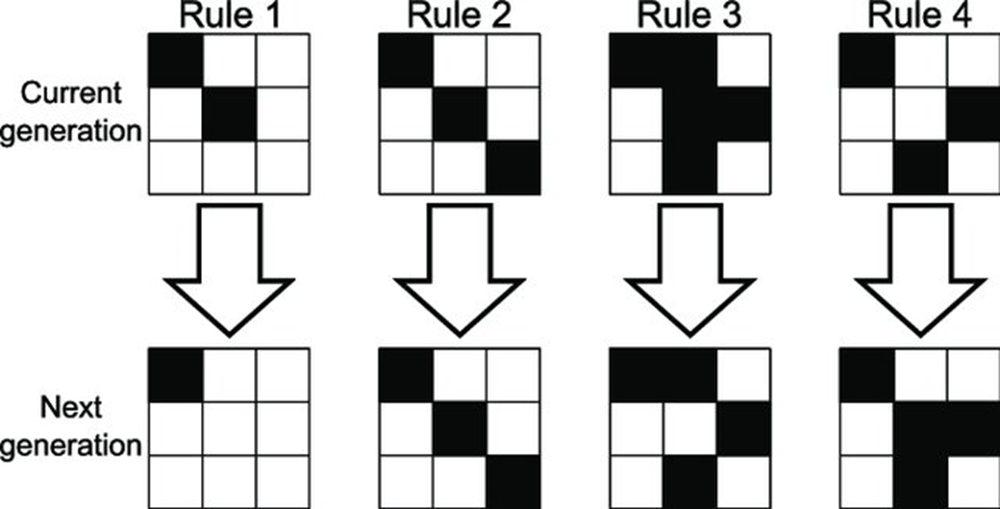 Rule 1
Rule 2
Rule 3
Rule 4
Current
generation
Next
generation